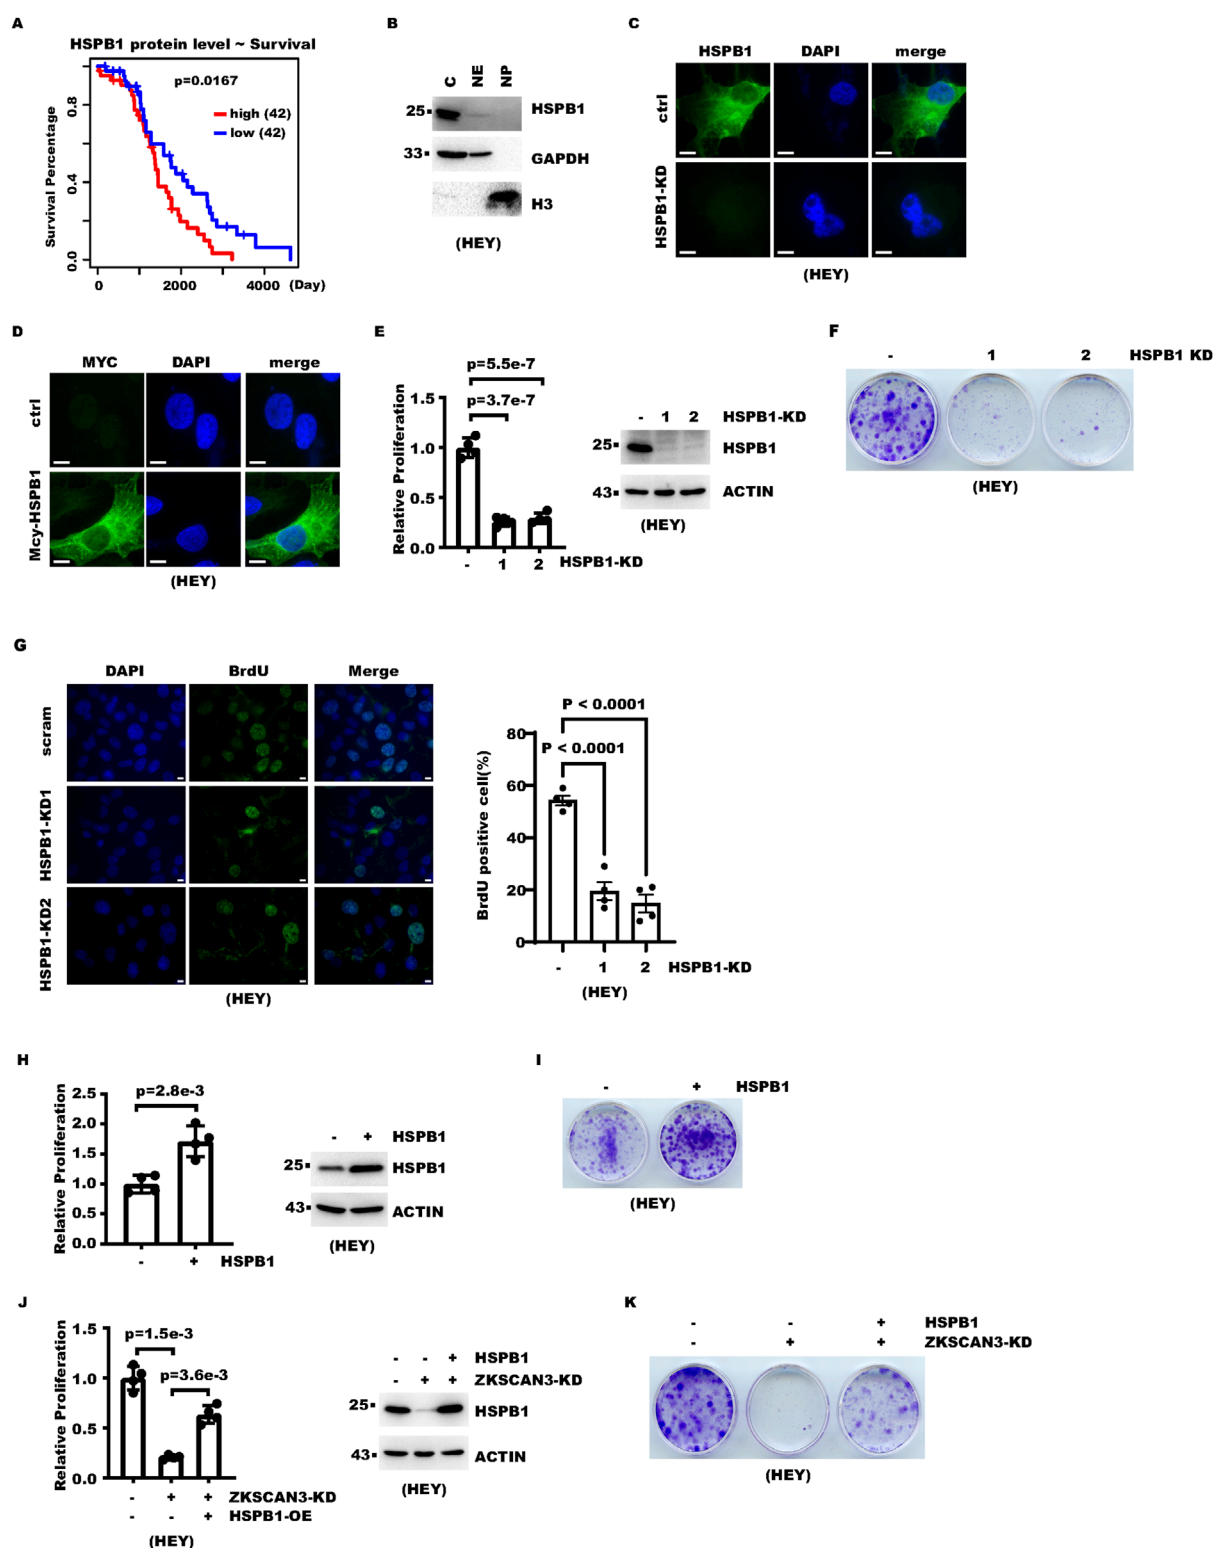 A
HSPB1 protein level ~ Survival
p=0.0167
high (42)
low (42)
Survival Percentage
0.8
0.4
0.0
0 2000 4000 (Day)
B
C NE NP
25 HSPB1
33 GAPDH
H3
(HEY)
C
HSPB1 DAPI merge
ctrl
HSPB1-KD
(HEY)
D
MYC DAPI merge
ctrl
Mcy-HSPB1
(HEY)
E
p=5.5e-7
p=3.7e-7
Relative Proliferation
1.5
1.0
0.5
0.0
- 1 2 HSPB1-KD
- 1 2 HSPB1-KD
25 HSPB1
43 ACTIN
(HEY)
F
- 1 2 HSPB1 KD
(HEY)
G
DAPI BrdU Merge
scram
HSPB1-KD1
HSPB1-KD2
(HEY)
P < 0.0001
P < 0.0001
BrdU positive cell(%)
80
60
40
20
0
- 1 2 HSPB1-KD
(HEY)
H
p=2.8e-3
Relative Proliferation
2.5
2.0
1.5
1.0
0.5
0.0
- + HSPB1
- + HSPB1
25 HSPB1
43 ACTIN
(HEY)
I
- + HSPB1
(HEY)
J
p=1.5e-3
p=3.6e-3
Relative Proliferation
1.5
1.0
0.5
0.0
- + + ZKSCAN3-KD
- - + HSPB1-OE
(HEY)
- - + HSPB1
- + + ZKSCAN3-KD
25 HSPB1
43 ACTIN
(HEY)
K
- - + HSPB1
- + + ZKSCAN3-KD
(HEY)